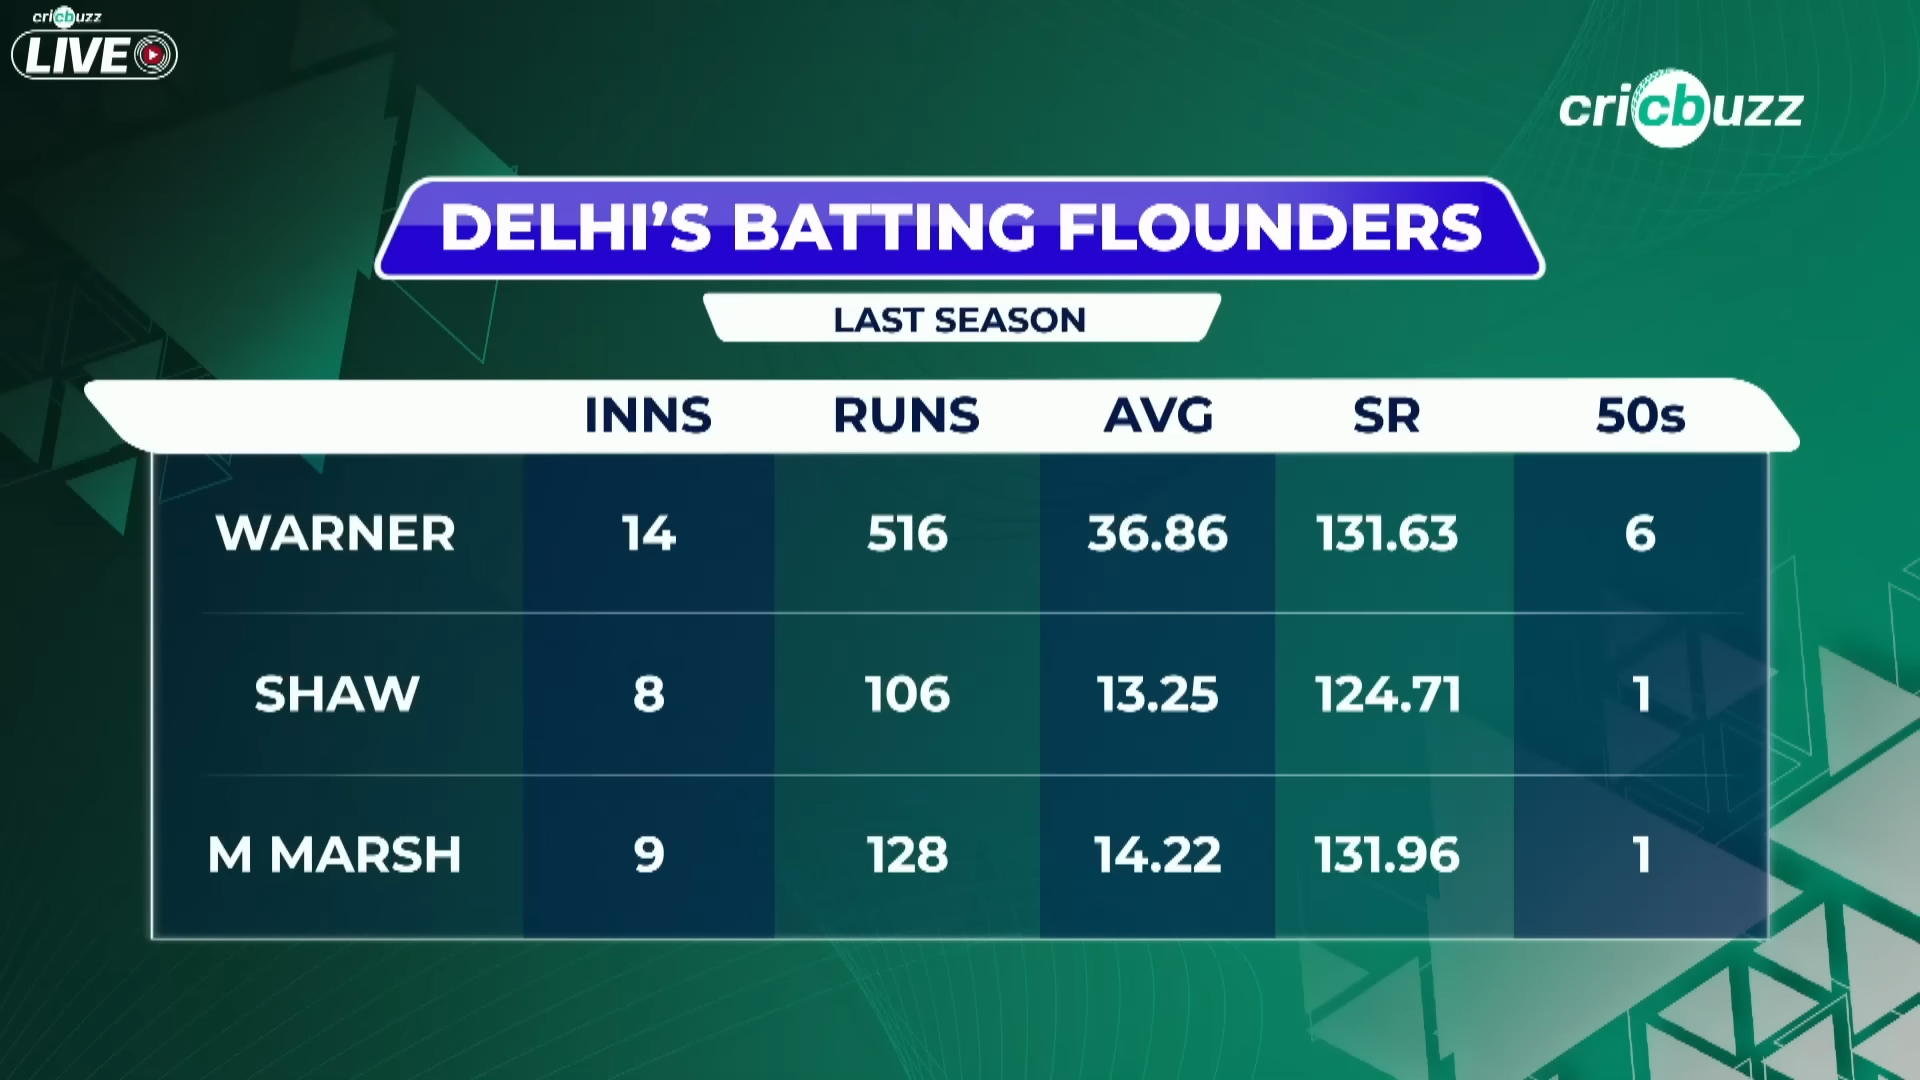 cricbuzz
LIVE
cricbuzz
DELHI’S BATTING FLOUNDERS
LAST SEASON
INNS RUNS AVG SR 50s
WARNER 14 516 36.86 131.63 6
SHAW 8 106 13.25 124.71 1
M MARSH 9 128 14.22 131.96 1